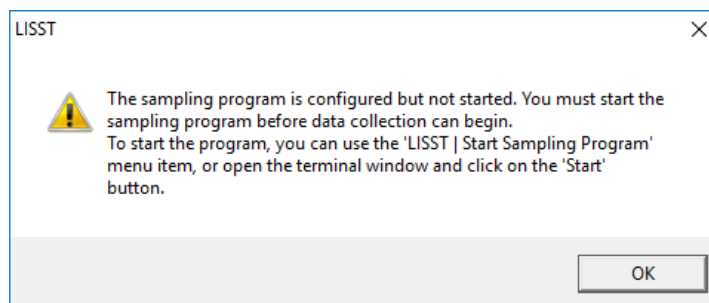 LISST
The sampling program is configured but not started. You must start the
sampling program before data collection can begin.
To start the program, you can use the 'LISST | Start Sampling Program'
menu item, or open the terminal window and click on the 'Start'
button.
OK